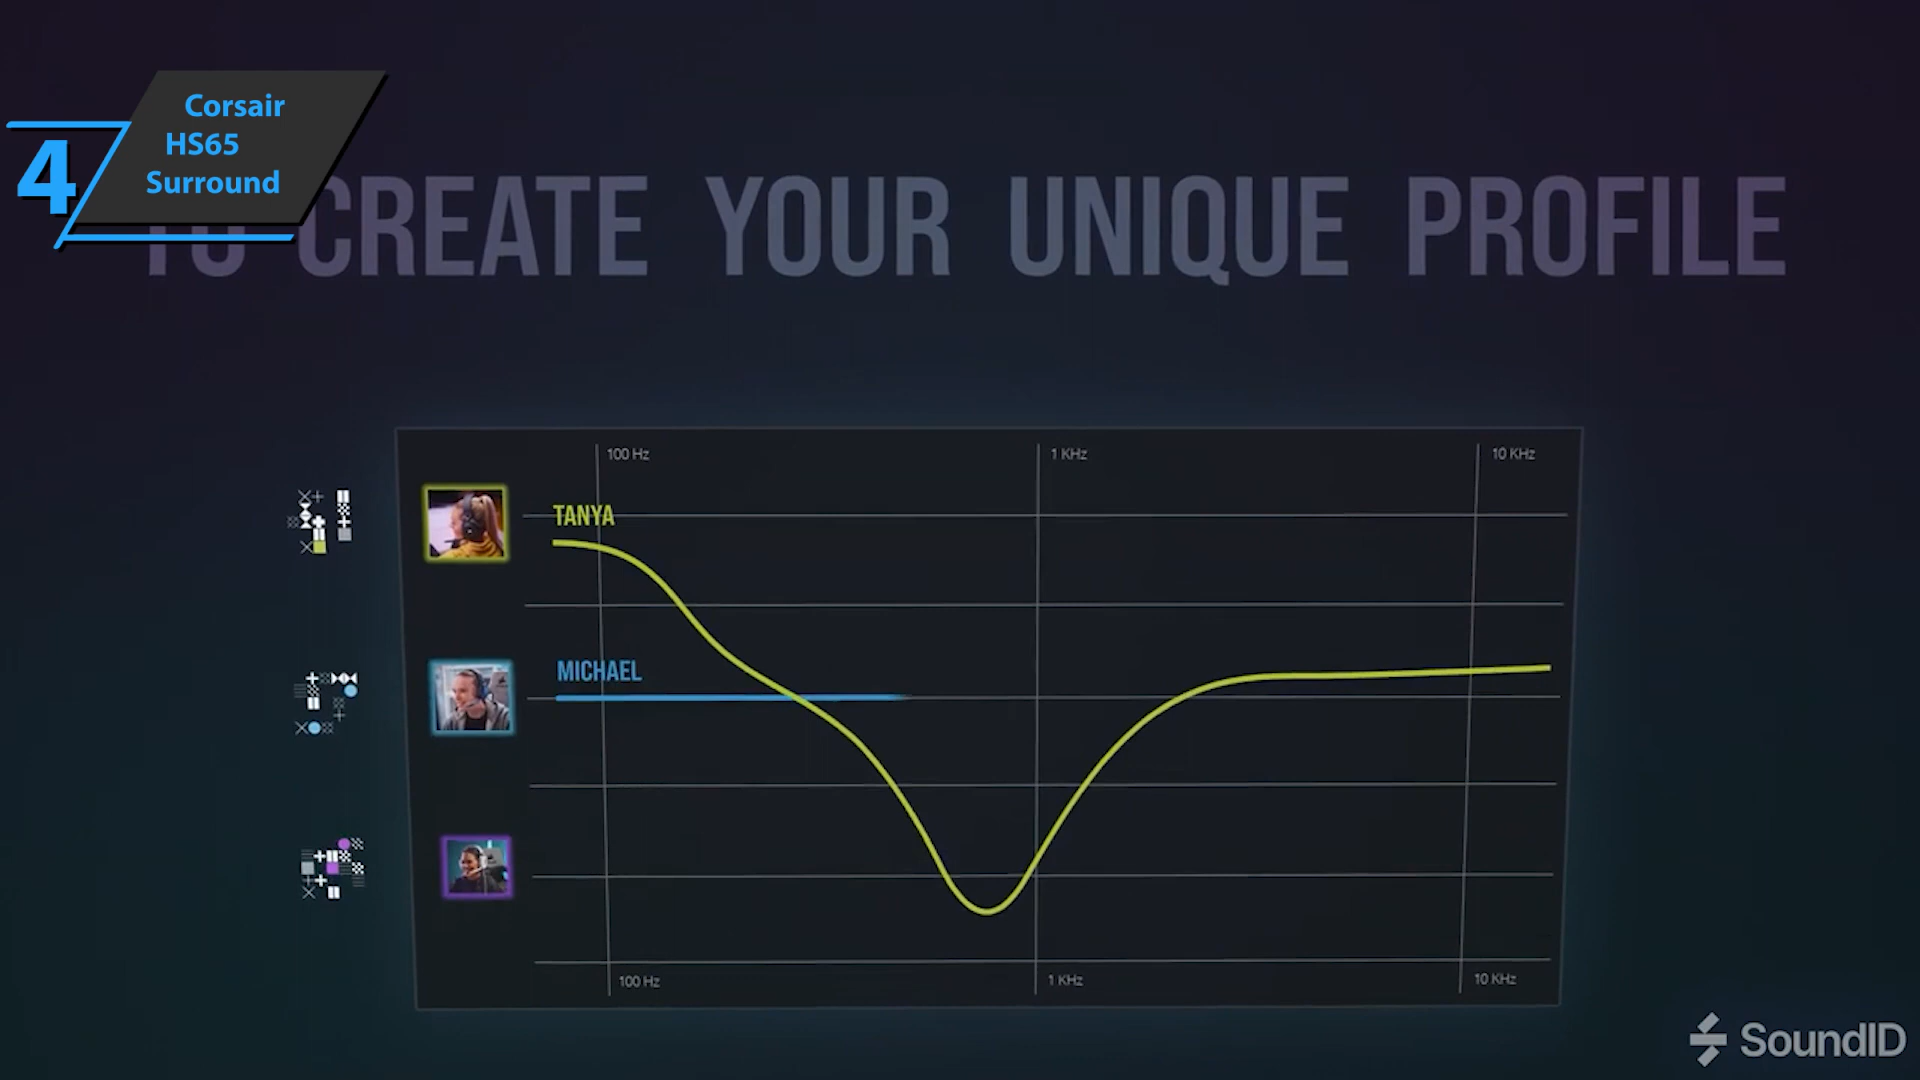 4
Corsair
HS65
Surround
TO CREATE YOUR UNIQUE PROFILE
100 Hz
1 KHz
10 KHz
TANYA
MICHAEL
100 Hz
1 KHz
10 KHz
SoundID